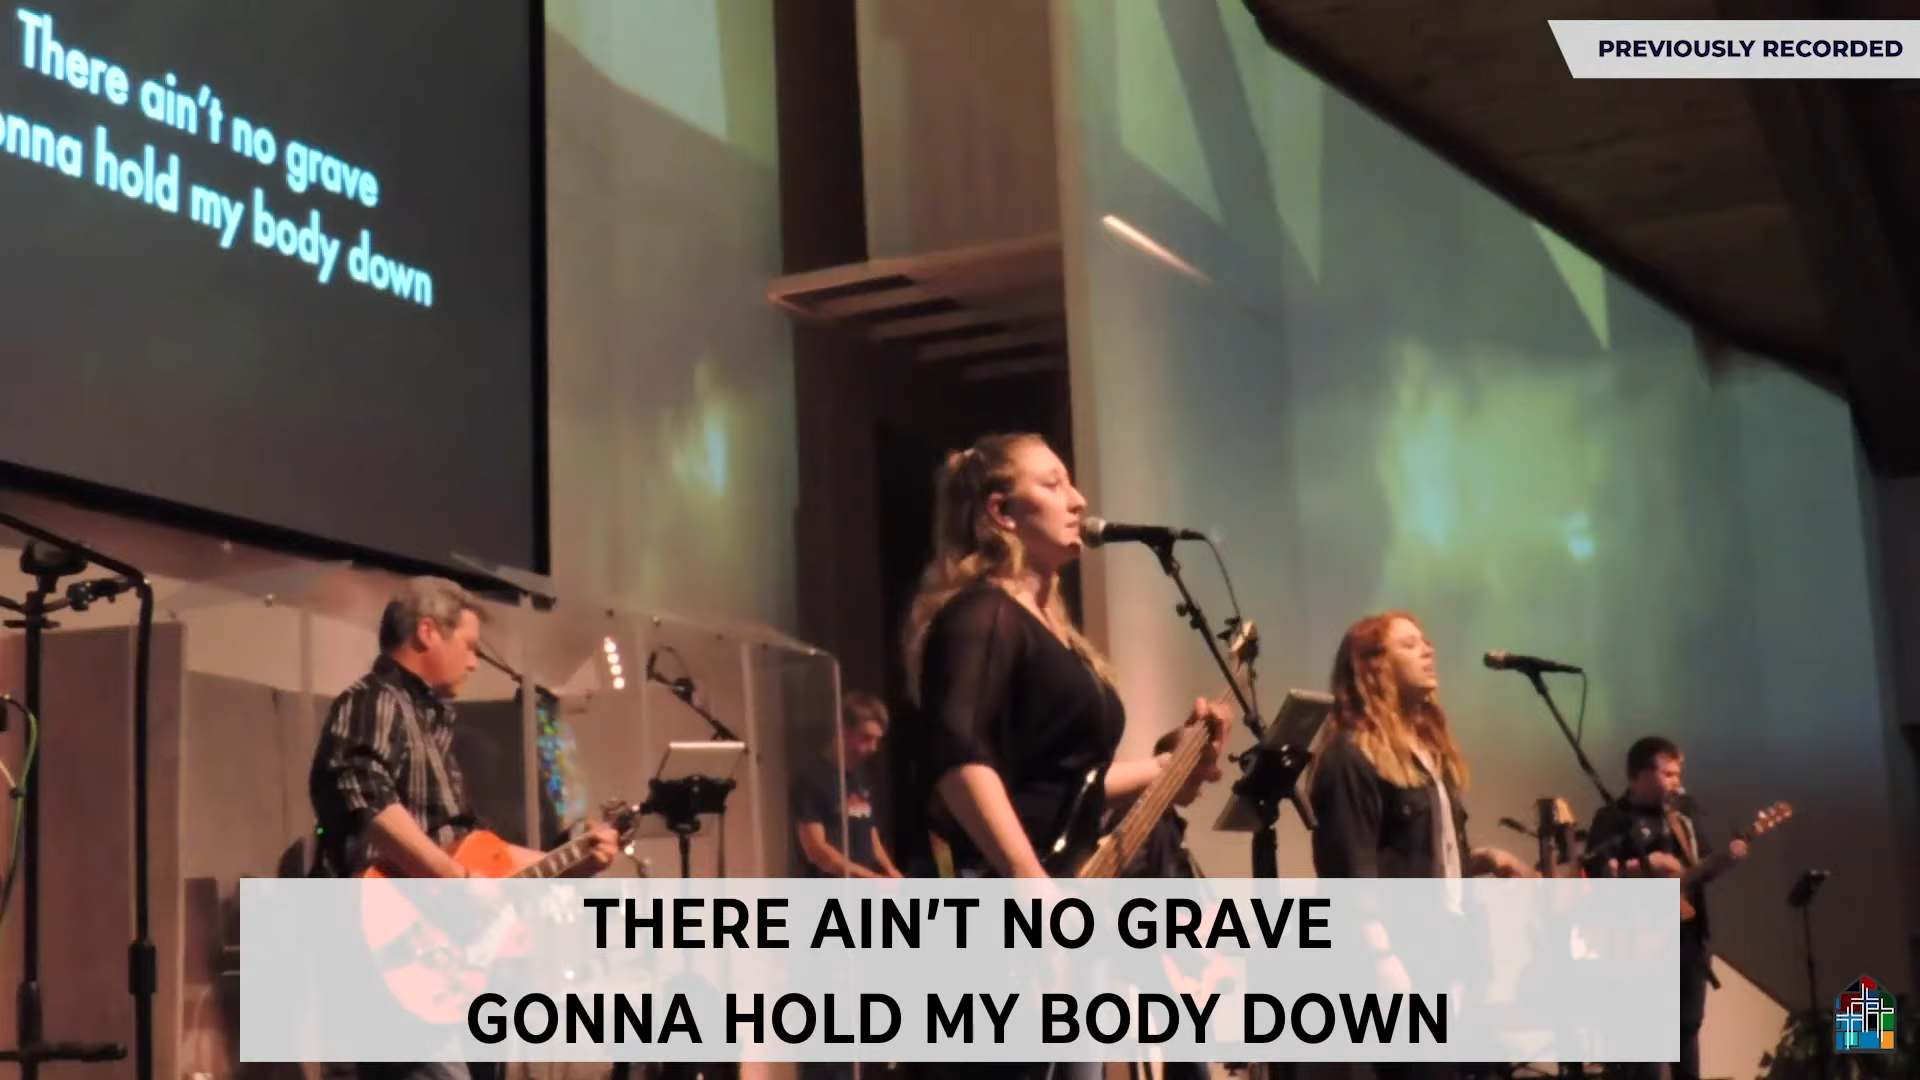 There ain't no grave
onna hold my body down
PREVIOUSLY RECORDED
THERE AIN'T NO GRAVE
GONNA HOLD MY BODY DOWN